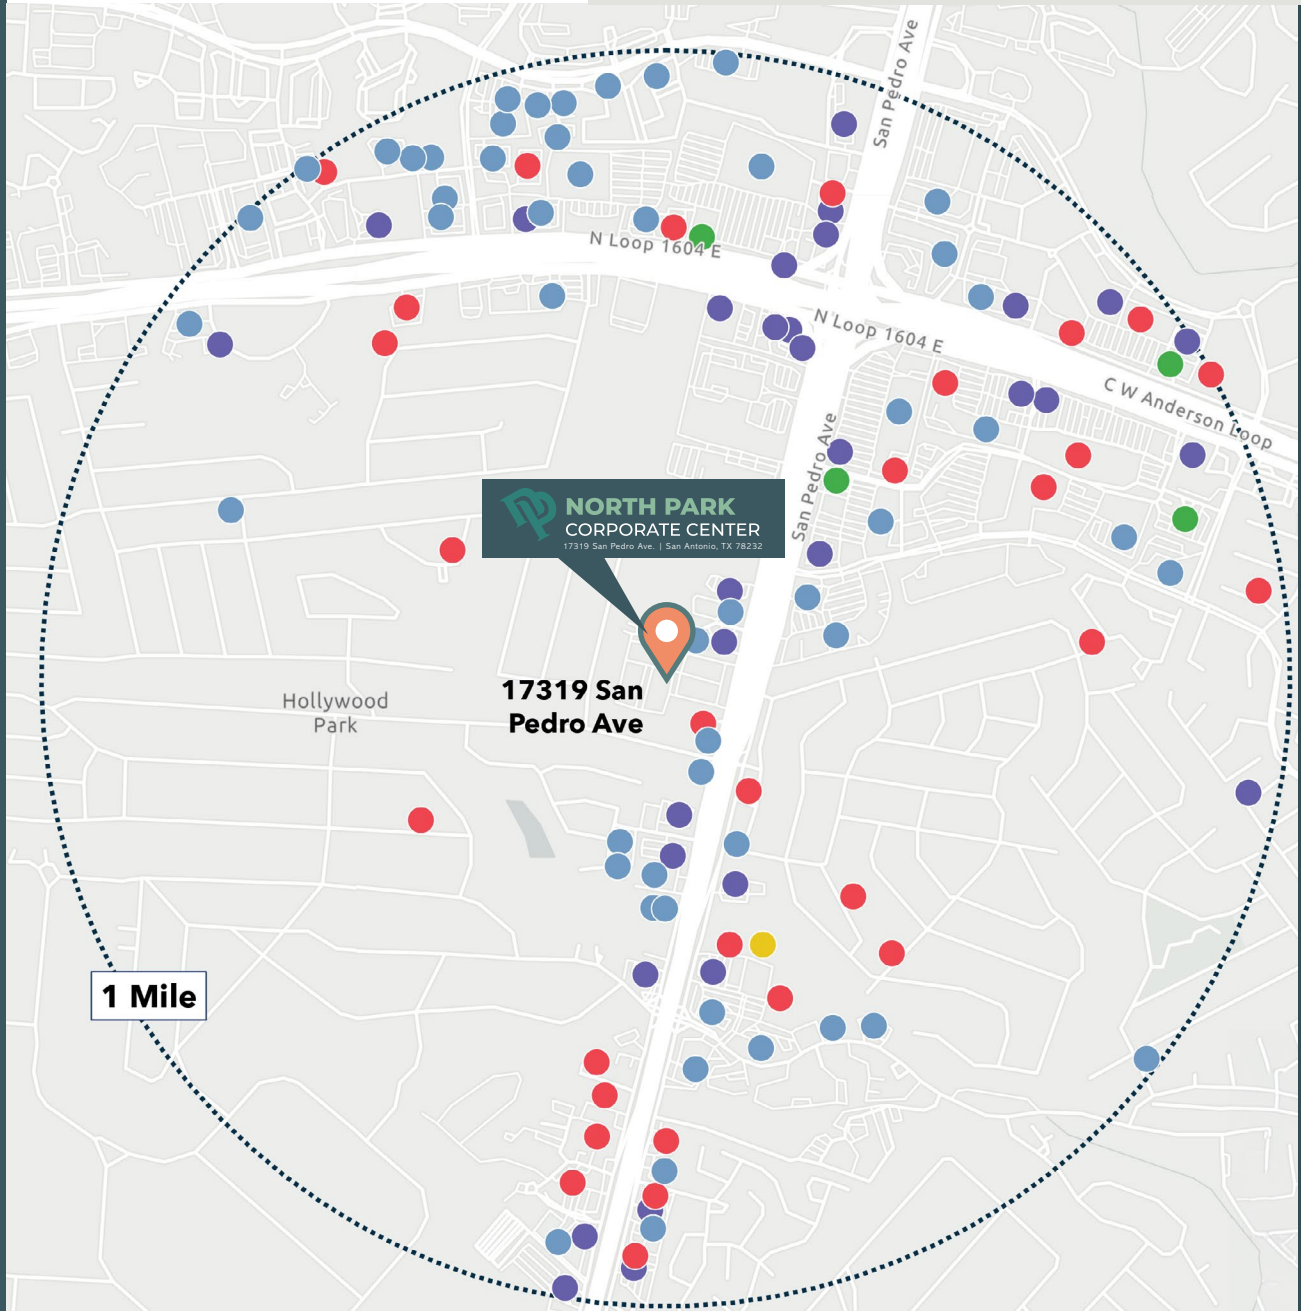 San Pedro Ave
N Loop 1604 E
N Loop 1604 E
C W Anderson Loop
San Pedro Ave
NORTH PARK
CORPORATE CENTER
17319 San Pedro Ave. | San Antonio, TX 78232
17319 San
Pedro Ave
Hollywood
Park
1 Mile